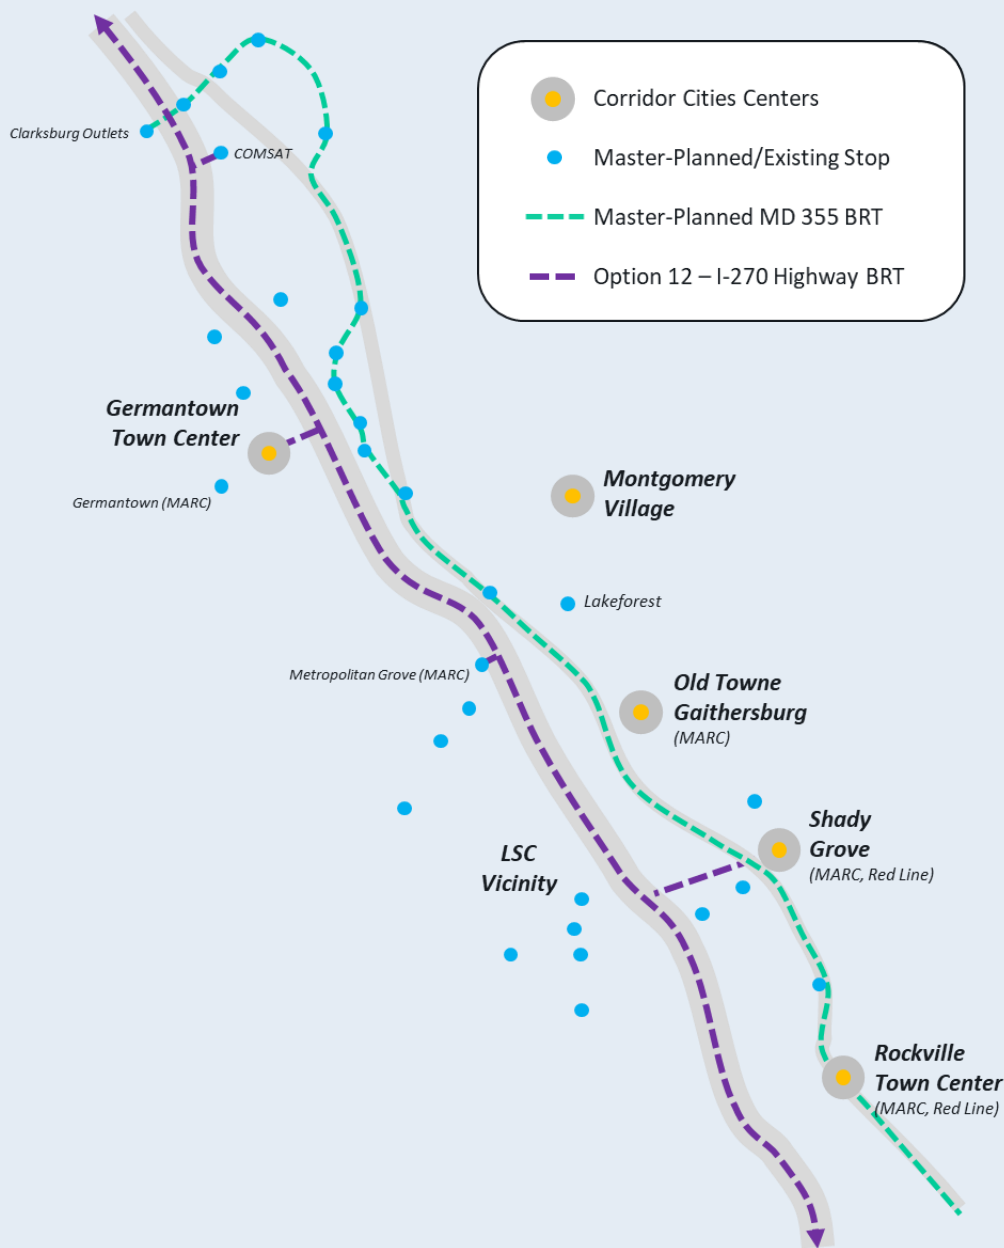 Corridor Cities Centers
Master-Planned/Existing Stop
Master-Planned MD 355 BRT
Option 12 – I-270 Highway BRT
Clarksburg Outlets
COMSAT
Germantown
Town Center
Germantown (MARC)
Montgomery
Village
Lakeforest
Metropolitan Grove (MARC)
Old Towne
Gaithersburg
(MARC)
Shady
Grove
(MARC, Red Line)
LSC
Vicinity
Rockville
Town Center
(MARC, Red Line)